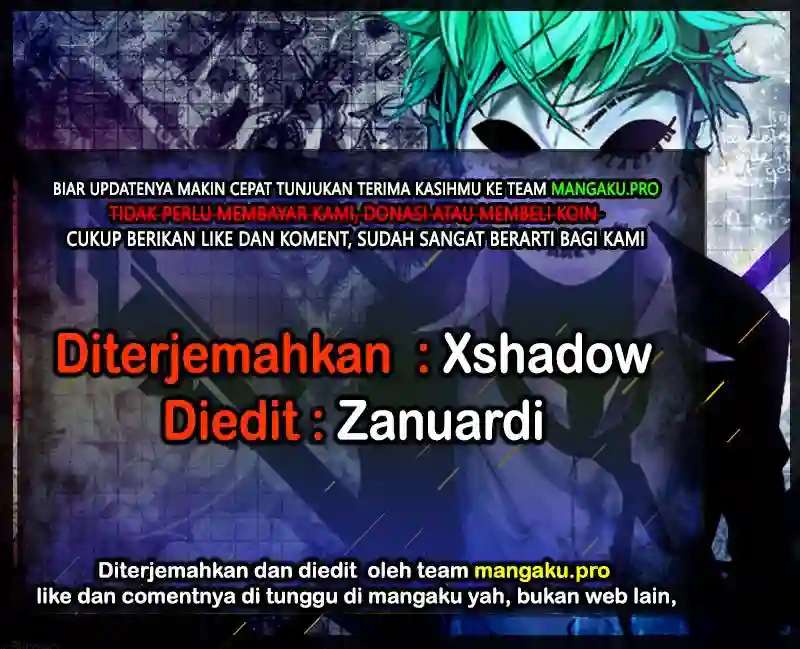 BIAR UPDATENYA MAKIN CEPAT TUNJUKAN TERIMA KASIHMU KE TEAM MANGAKU.PRO
TIDAK PERLU MEMBAYAR KAMI, DONASI ATAU MEMBELI KOIN
CUKUP BERIKAN LIKE DAN KOMENT, SUDAH SANGAT BERARTI BAGI KAMI
Diterjemahkan : Xshadow
Diedit : Zanuardi
Diterjemahkan dan diedit oleh team mangaku.pro
like dan comentnya di tunggu di mangaku yah, bukan web lain,